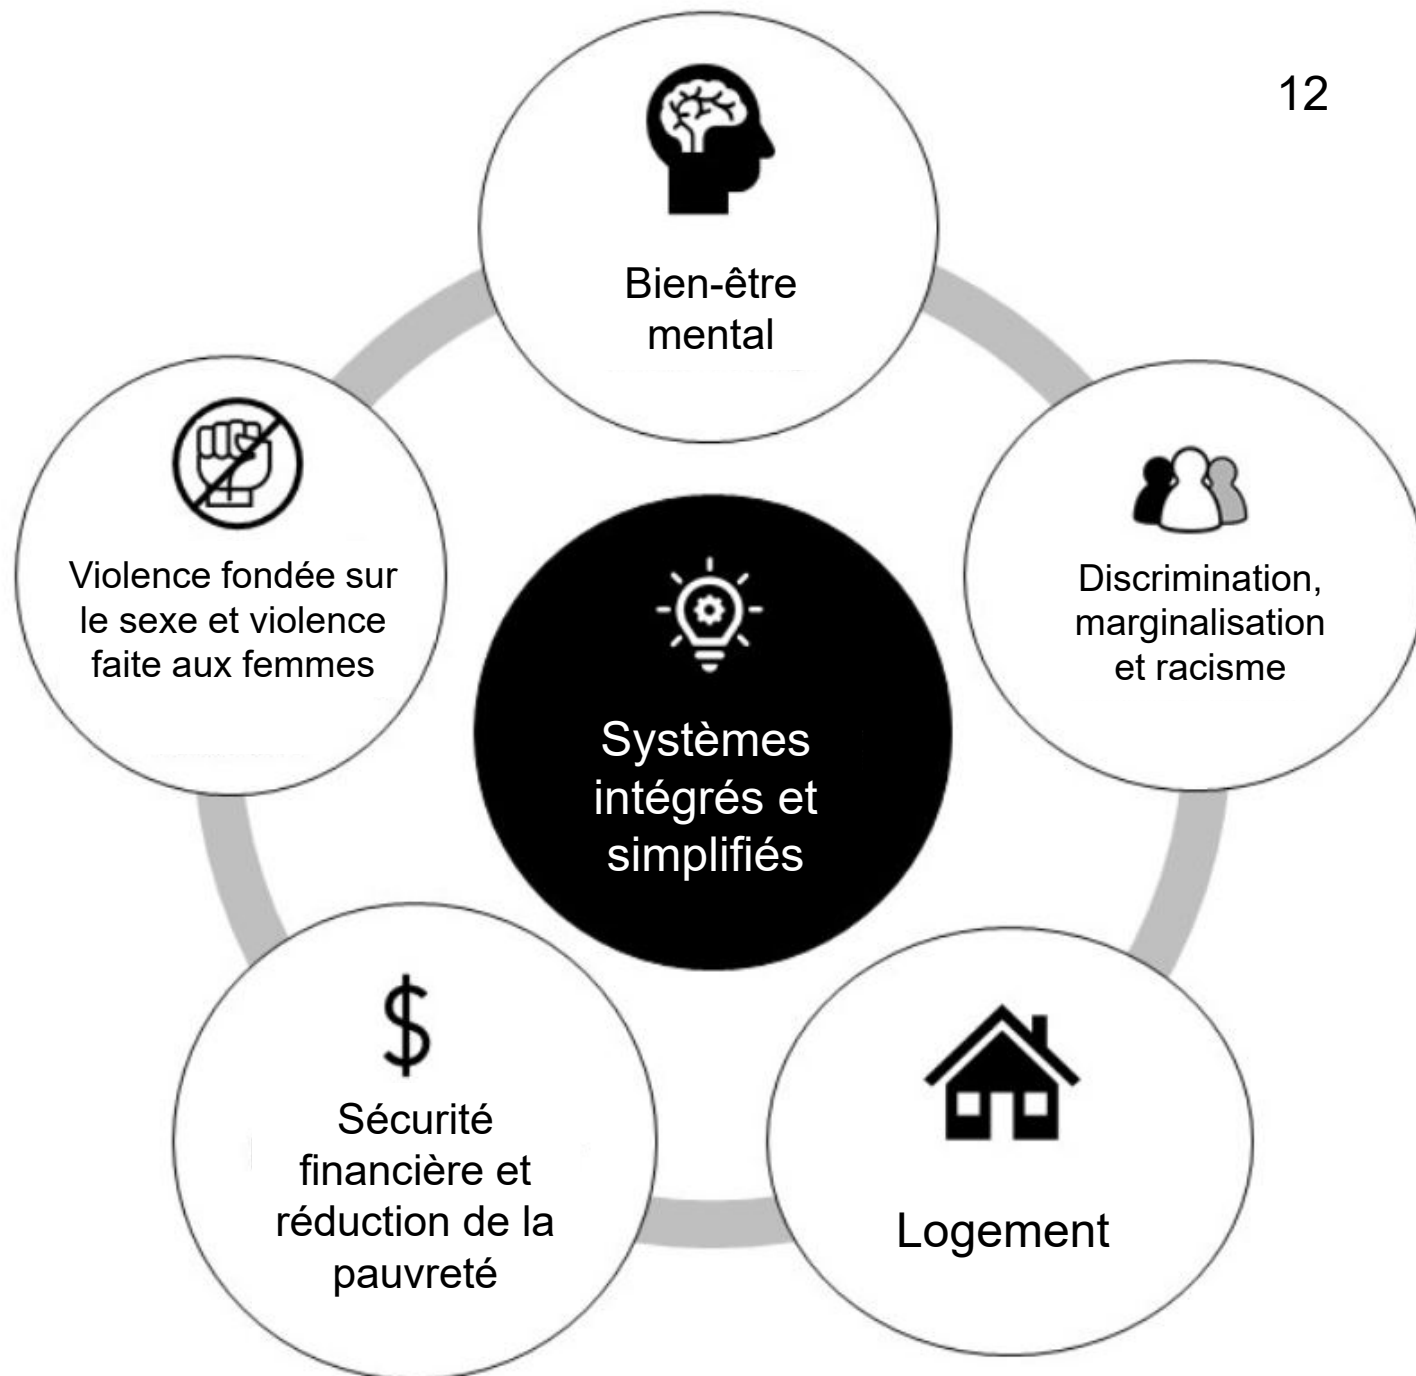 12
Bien-être
mental
Violence fondée sur
le sexe et violence
faite aux femmes
Discrimination,
marginalisation
et racisme
Systèmes
intégrés et
simplifiés
$
Sécurité
financière et
réduction de la
pauvreté
Logement